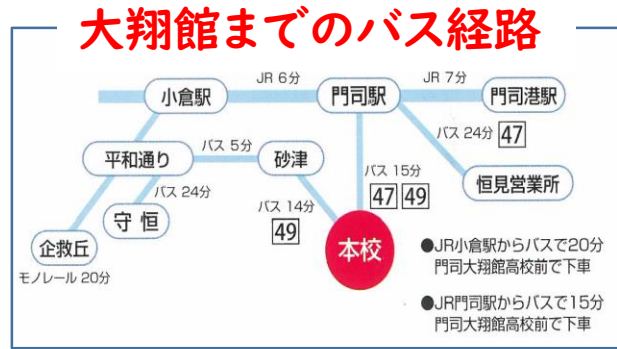 大翔館までのバス経路
JR 6分
JR 7分
小倉駅
門司駅
門司港駅
バス 24分 47
バス 5分
平和通り
砂津
バス 15分
47 49
恒見営業所
バス 24分
守 恒
バス 14分
49
企救丘
モノレール 20分
本校
●JR小倉駅からバスで20分
門司大翔館高校前で下車
●JR門司駅からバスで15分
門司大翔館高校前で下車